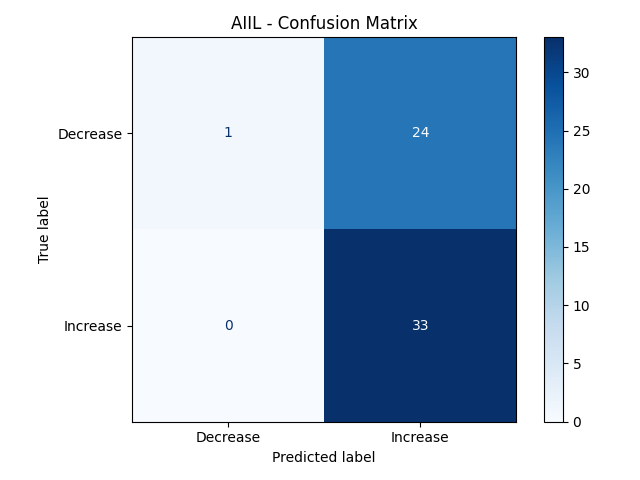 AIIL - Confusion Matrix
True label
Decrease
Increase
1
24
0
33
Decrease
Increase
Predicted label
30
25
20
15
10
5
0